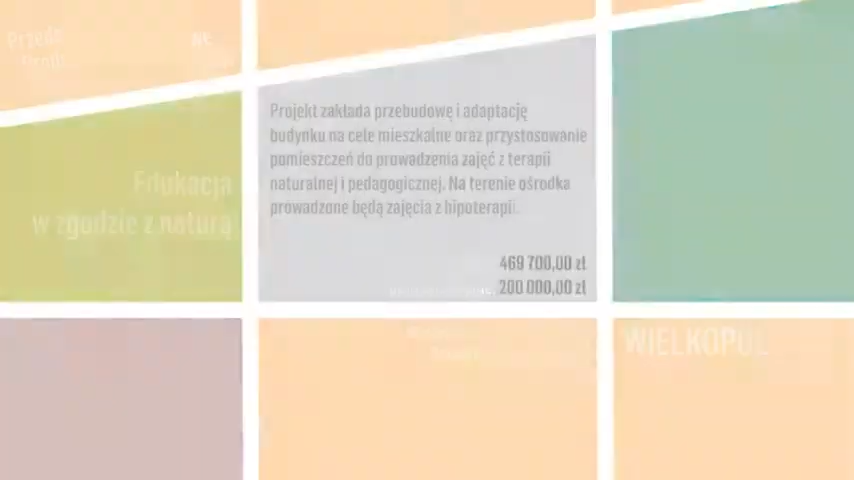 Edukacja
w zgodzie z naturą
Projekt zakłada przebudowę i adaptację
budynku na cele mieszkalne oraz przystosowanie
pomieszczeń do prowadzenia zajęć z terapii
naturalnej i pedagogicznej. Na terenie ośrodka
prowadzone będą zajęcia z hipoterapii.
469 700,00 zł
200 000,00 zł